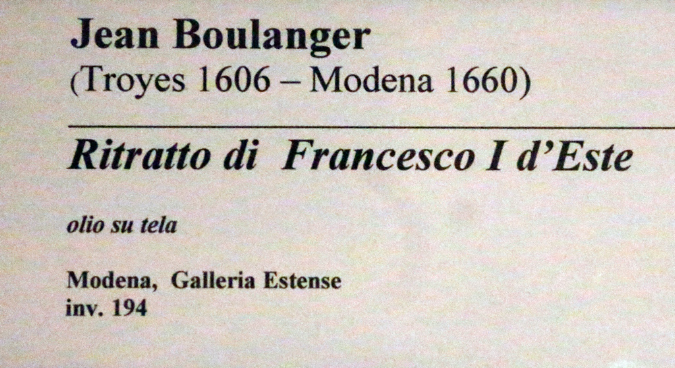 Jean Boulanger
(Troyes 1606 – Modena 1660)
Ritratto di Francesco I d'Este
olio su tela
Modena, Galleria Estense
inv. 194